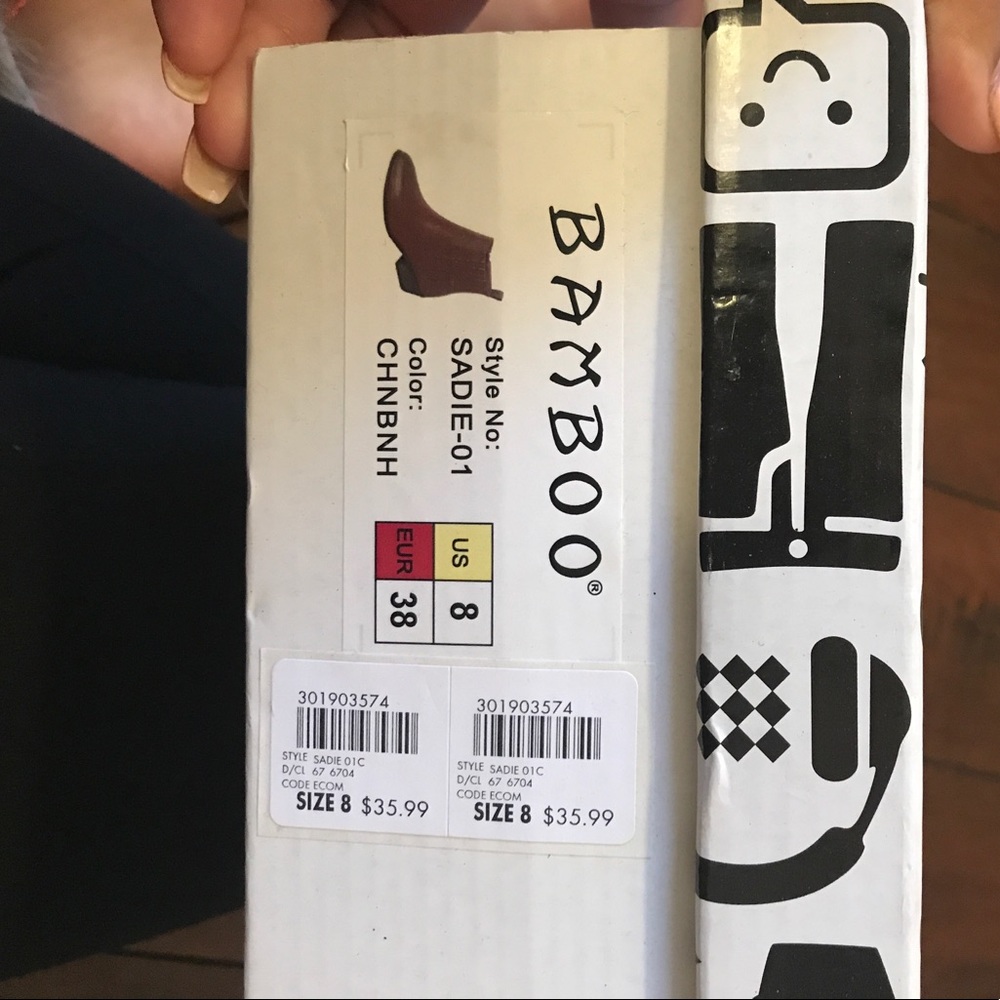 BAMBOO®
Style No:
SADIE-01
Color:
CHNBNH
US 8
EUR 38
301903574
STYLE SADIE 01C
D/CL 67 6704
CODE ECOM
SIZE 8 $35.99
301903574
STYLE SADIE 01C
D/CL 67 6704
CODE ECOM
SIZE 8 $35.99